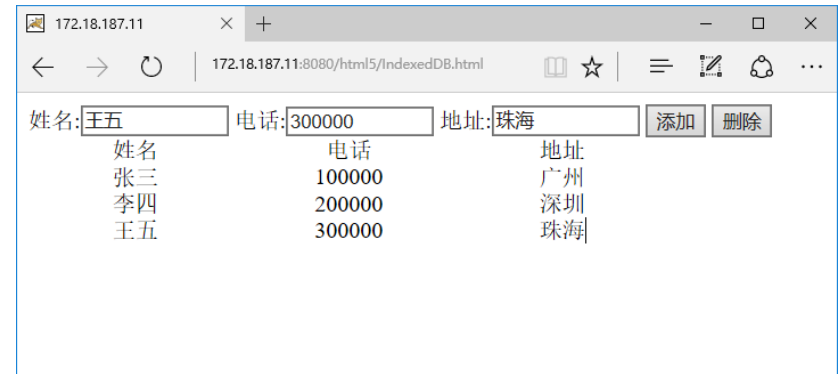 172.18.187.11
172.18.187.11:8080/html5/IndexedDB.html
姓名:王五 电话:300000 地址:珠海 添加 删除
姓名 电话 地址
张三 100000 广州
李四 200000 深圳
王五 300000 珠海